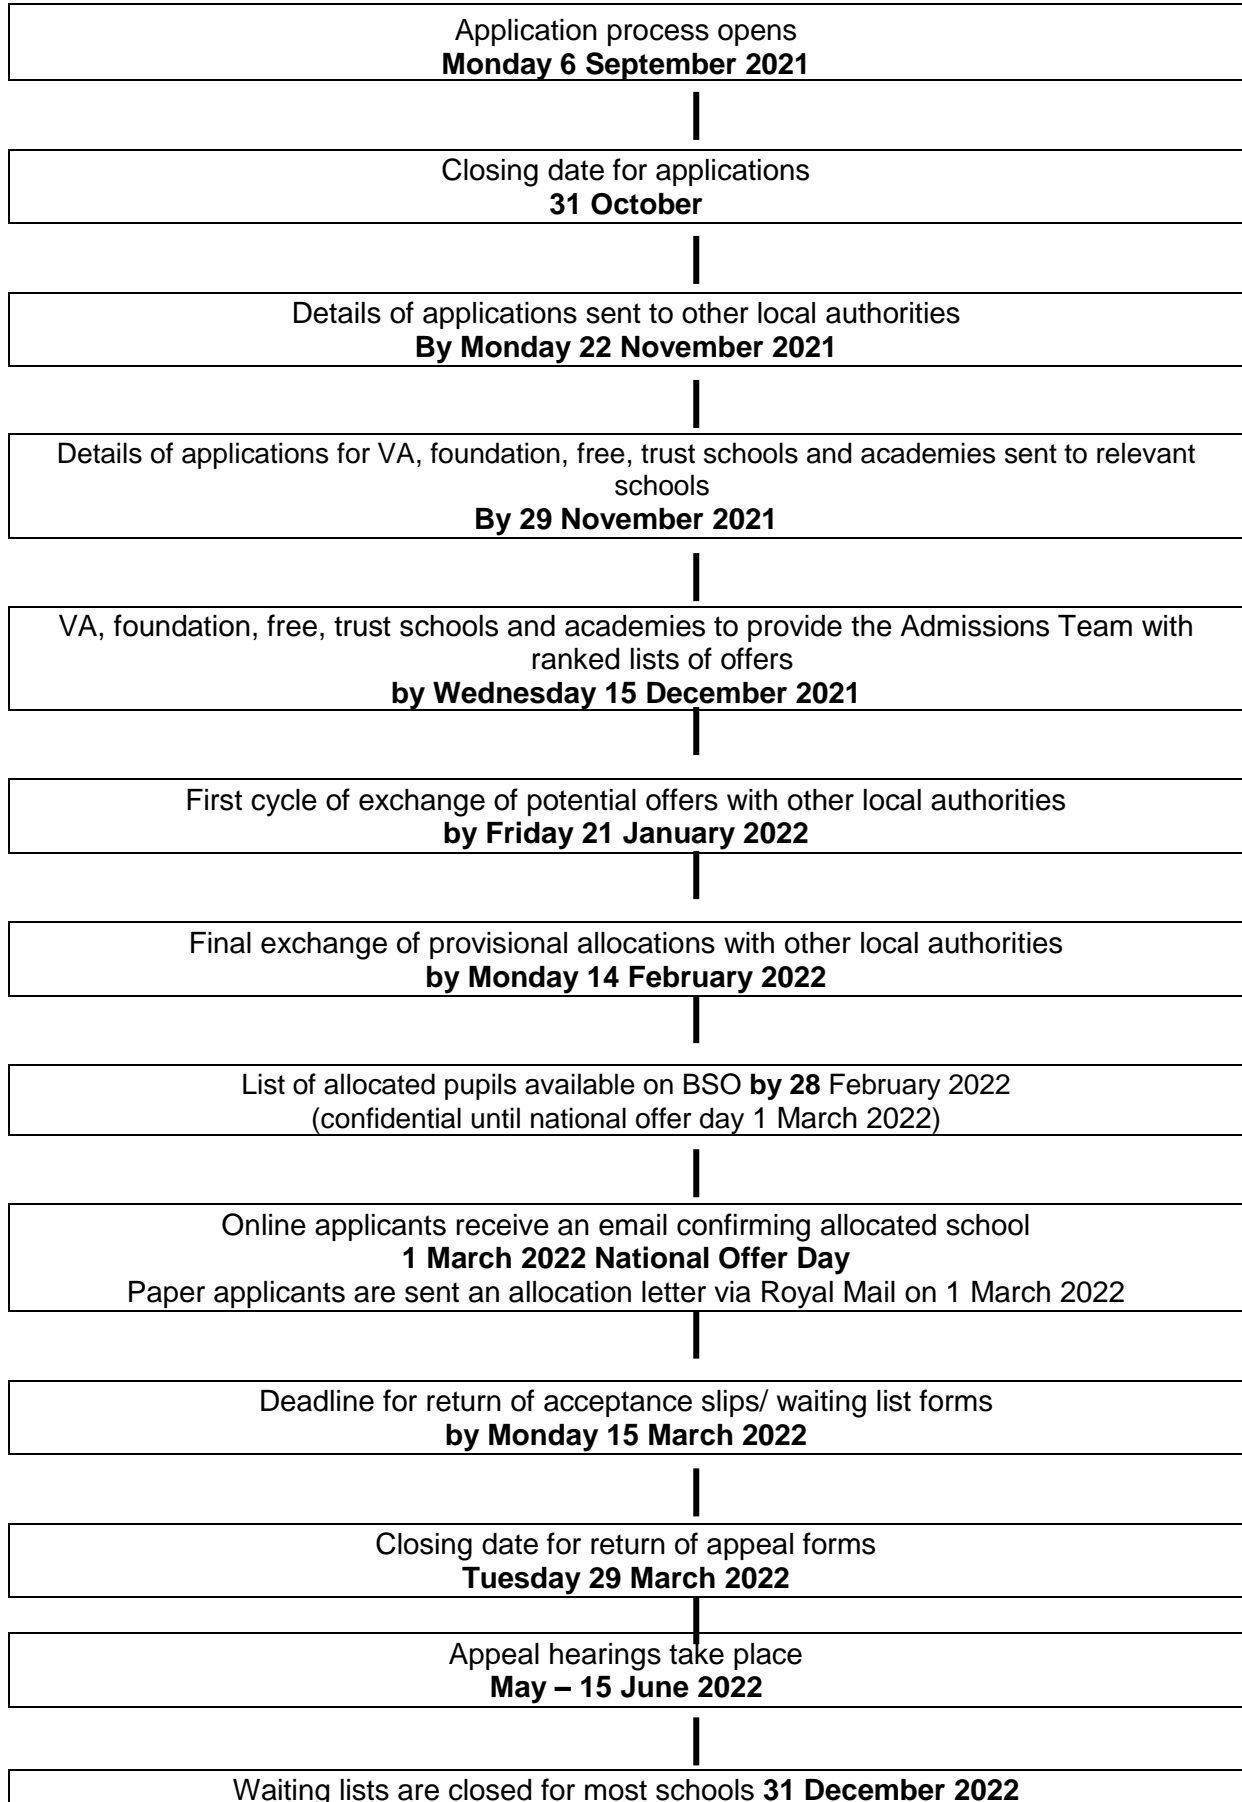 Application process opens
Monday 6 September 2021
Closing date for applications
31 October
Details of applications sent to other local authorities
By Monday 22 November 2021
Details of applications for VA, foundation, free, trust schools and academies sent to relevant
schools
By 29 November 2021
VA, foundation, free, trust schools and academies to provide the Admissions Team with
ranked lists of offers
by Wednesday 15 December 2021
First cycle of exchange of potential offers with other local authorities
by Friday 21 January 2022
Final exchange of provisional allocations with other local authorities
by Monday 14 February 2022
List of allocated pupils available on BSO by 28 February 2022
(confidential until national offer day 1 March 2022)
Online applicants receive an email confirming allocated school
1 March 2022 National Offer Day
Paper applicants are sent an allocation letter via Royal Mail on 1 March 2022
Deadline for return of acceptance slips/ waiting list forms
by Monday 15 March 2022
Closing date for return of appeal forms
Tuesday 29 March 2022
Appeal hearings take place
May – 15 June 2022
Waiting lists are closed for most schools 31 December 2022